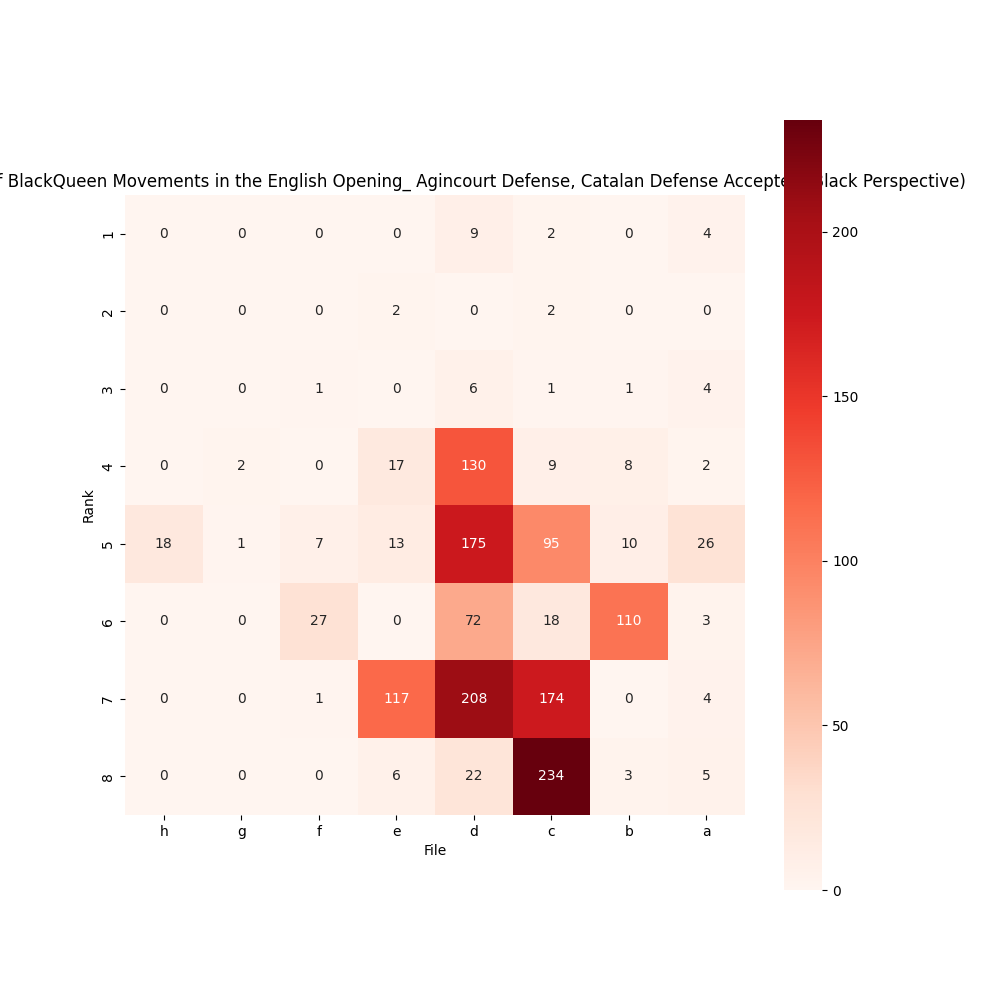 f BlackQueen Movements in the English Opening_ Agincourt Defense, Catalan Defense Accepte Black Perspective)
Rank
1 0 0 0 0 9 2 0 4
2 0 0 0 2 0 2 0 0
3 0 0 1 0 6 1 1 4
4 0 2 0 17 130 9 8 2
5 18 1 7 13 175 95 10 26
6 0 0 27 0 72 18 110 3
7 0 0 1 117 208 174 0 4
8 0 0 0 6 22 234 3 5
h g f e d c b a
File
200
150
100
50
0